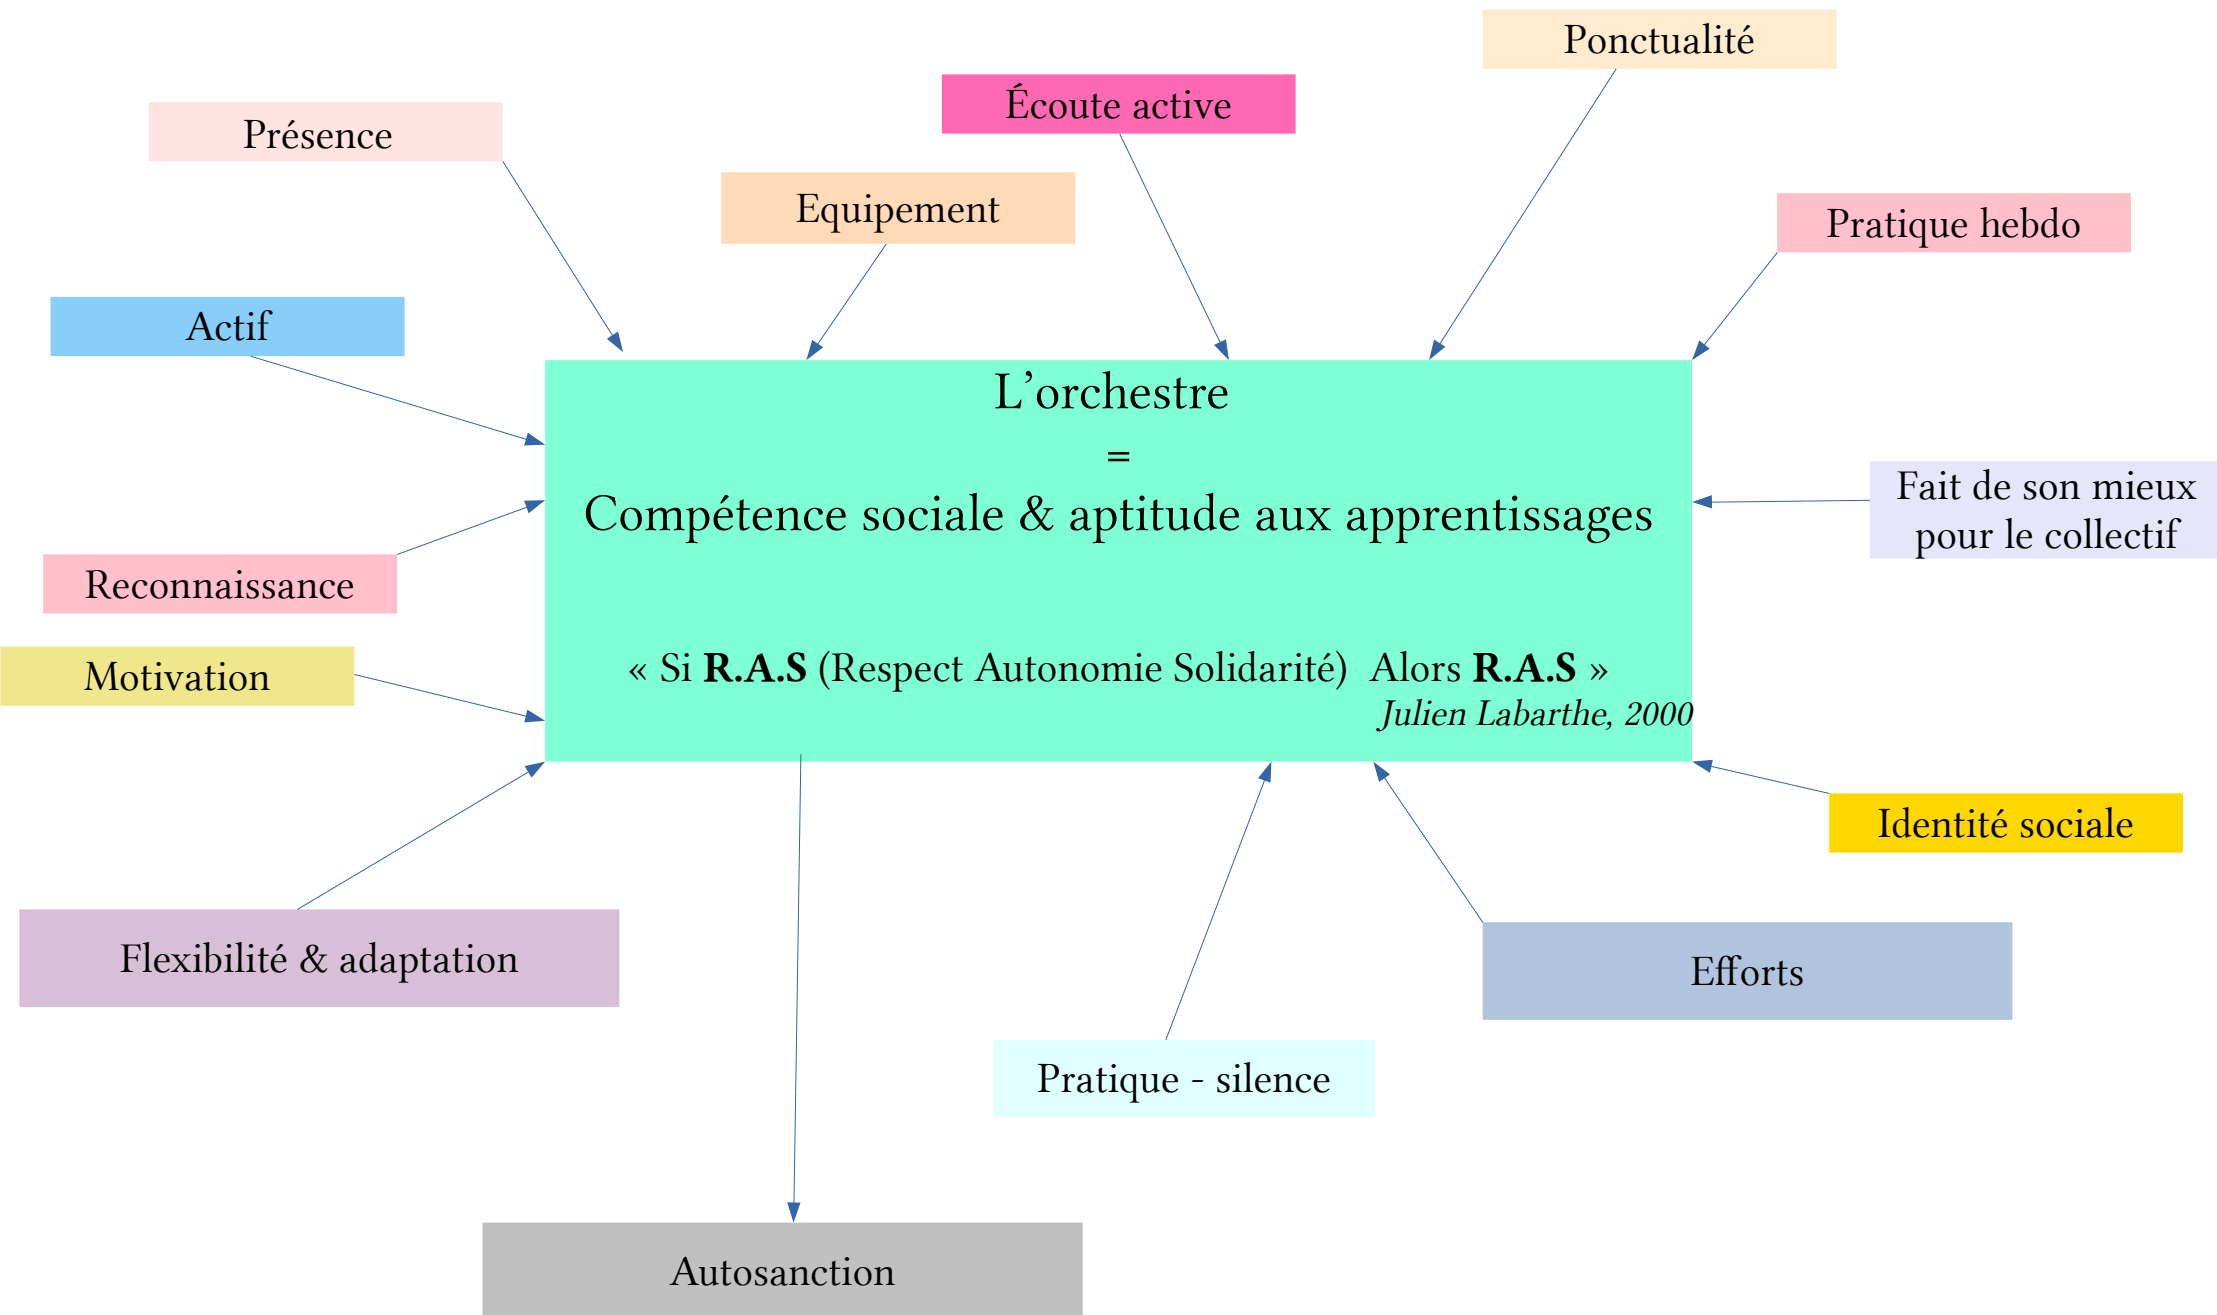 Ponctualité
Écoute active
Présence
Equipement
Pratique hebdo
Actif
L’orchestre
=
Compétence sociale & aptitude aux apprentissages
Fait de son mieux
pour le collectif
Reconnaissance
« Si R.A.S (Respect Autonomie Solidarité)  Alors R.A.S »
Motivation
Julien Labarthe, 2000
Identité sociale
Flexibilité & adaptation
Efforts
Pratique - silence
Autosanction